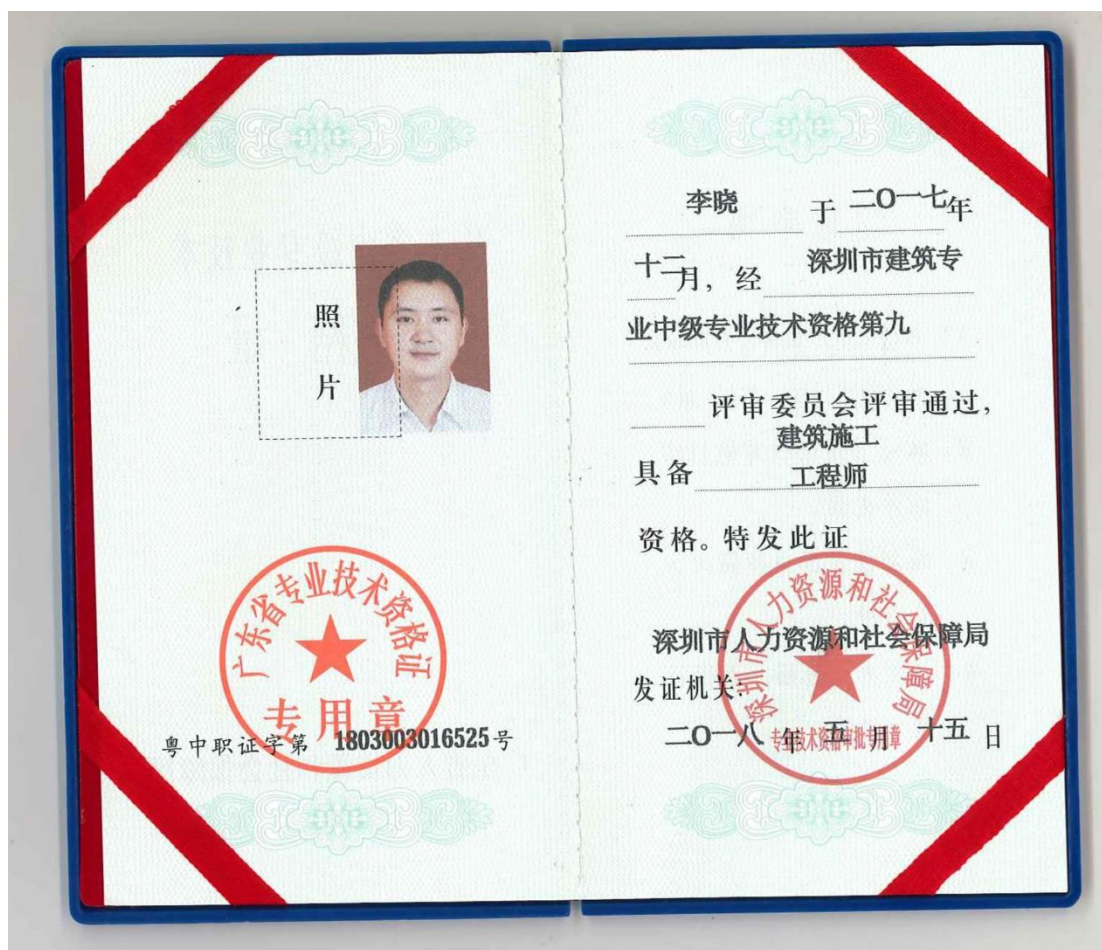 照
片
广东省专业技术资格证
专用章
粤中职证字第 1803003016525号
李晓 于 二〇一七年
十二月，经 深圳市建筑专
业中级专业技术资格第九
评审委员会评审通过，
建筑施工
具备 工程师
资格。特发此证
深圳市人力资源和社会保障局
深圳市人力资源和社会保障局
发证机关：
二〇一八 年 五 月 十五 日
专业技术资格审批专用章